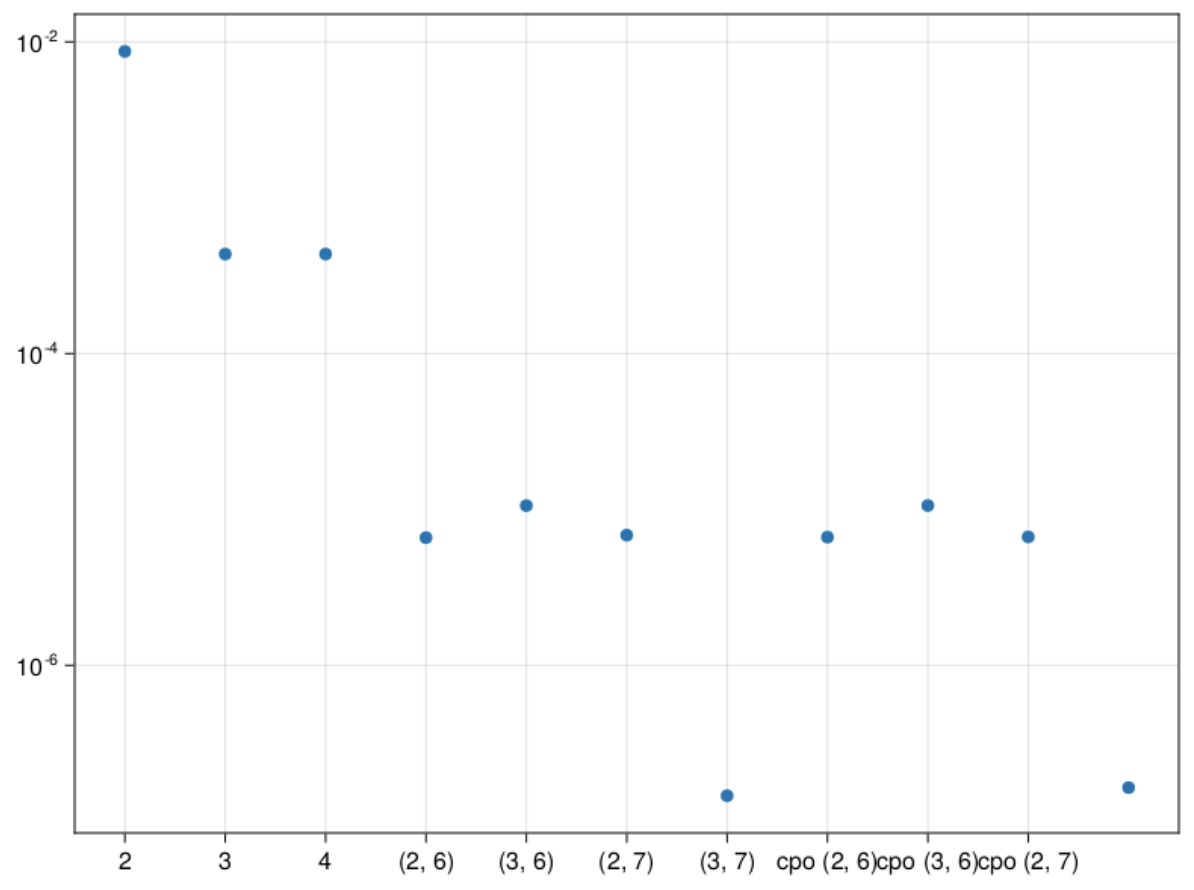 10⁻²
10⁻⁴
10⁻⁶
2 3 4 (2, 6) (3, 6) (2, 7) (3, 7) cpo (2, 6) cpo (3, 6) cpo (2, 7)